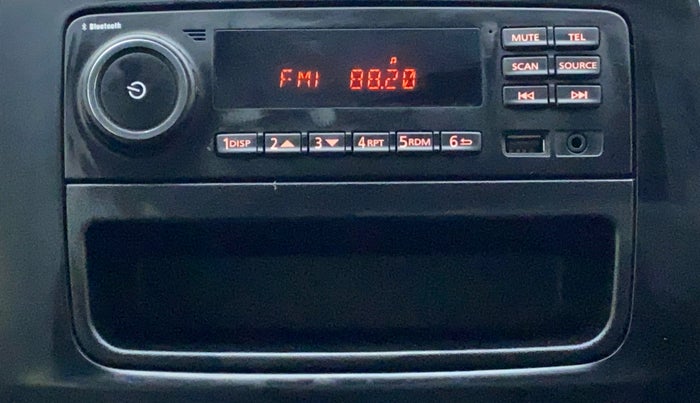 Bluetooth
MUTE TEL
FM1 88.20
SCAN SOURCE
1DISP 2 3 4RPT 5RDM 6